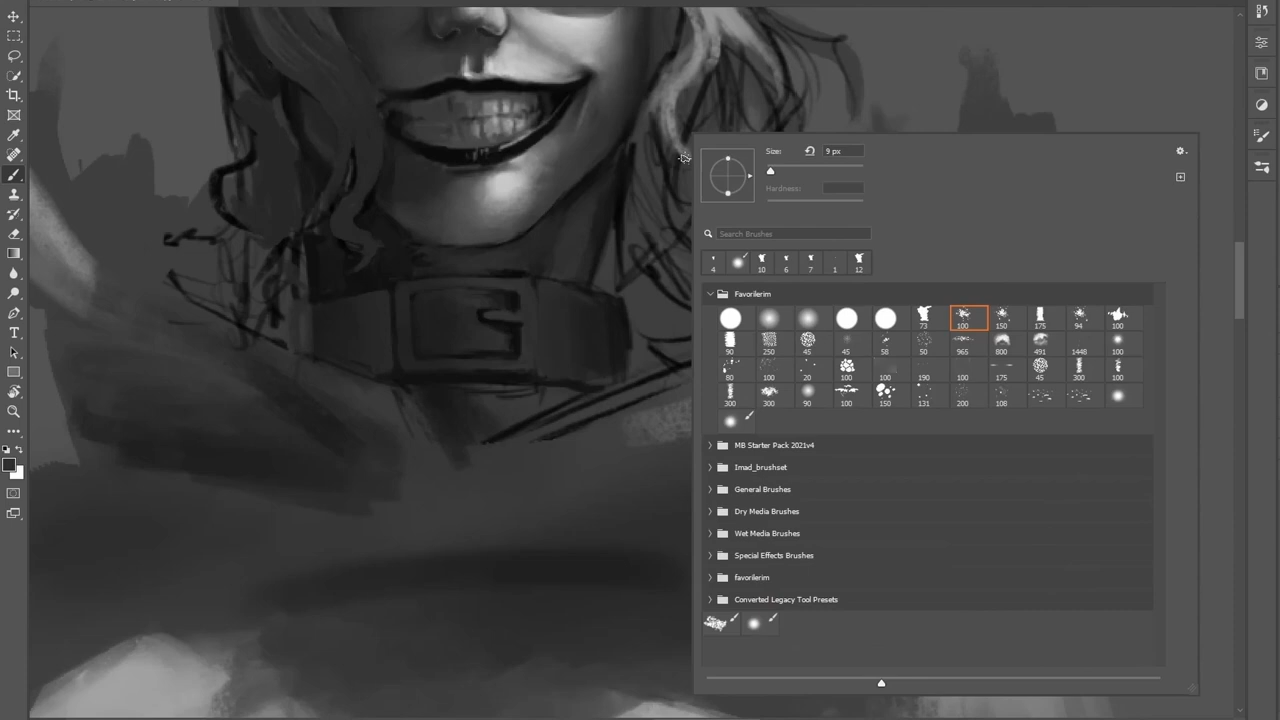 Size: 9 px
Hardness:
Search Brushes
4 10 6 7 1 12
Favorilerim
73 100 150 175 94 100
90 250 45 45 58 50 965 800 491 1448 100
80 100 20 100 100 190 100 175 45 300 100
300 300 90 100 150 131 200 108
MB Starter Pack 2021v4
Imad_brushset
General Brushes
Dry Media Brushes
Wet Media Brushes
Special Effects Brushes
favorilerim
Converted Legacy Tool Presets